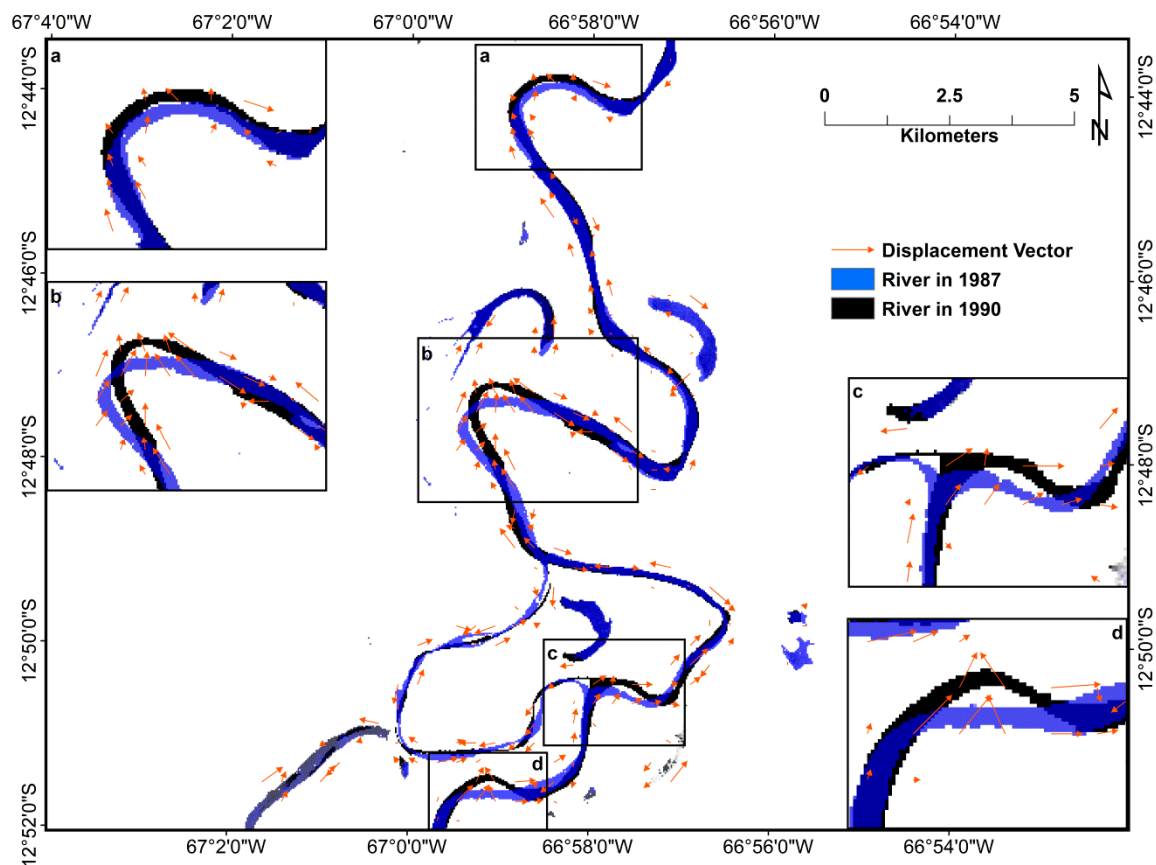 67°4'0"W 67°2'0"W 67°0'0"W 66°58'0"W 66°56'0"W 66°54'0"W
a
a
12°44'0"S
12°44'0"S
0 2.5 5
Kilometers
N
Displacement Vector
River in 1987
River in 1990
12°46'0"S
12°46'0"S
b
b
c
12°48'0"S
12°48'0"S
c
d
12°50'0"S
12°50'0"S
d
12°52'0"S
12°52'0"S
67°2'0"W 67°0'0"W 66°58'0"W 66°56'0"W 66°54'0"W